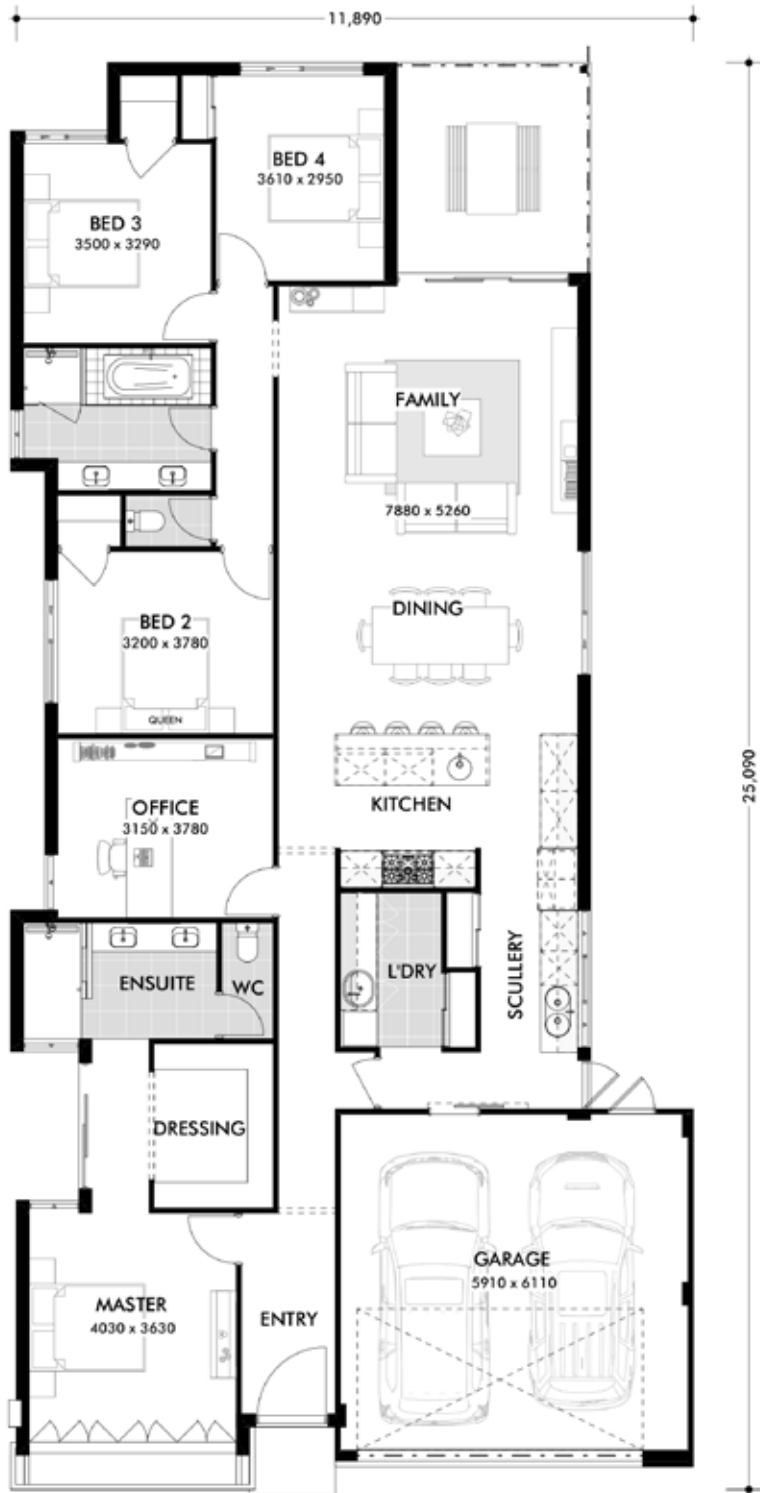 11,890
BED 4
3610 x 2950
BED 3
3500 x 3290
FAMILY
7880 x 5260
DINING
BED 2
3200 x 3780
QUEEN
25,090
KITCHEN
OFFICE
3150 x 3780
L'DRY
SCULLERY
ENSUITE
WC
DRESSING
GARAGE
5910 x 6110
MASTER
4030 x 3630
ENTRY